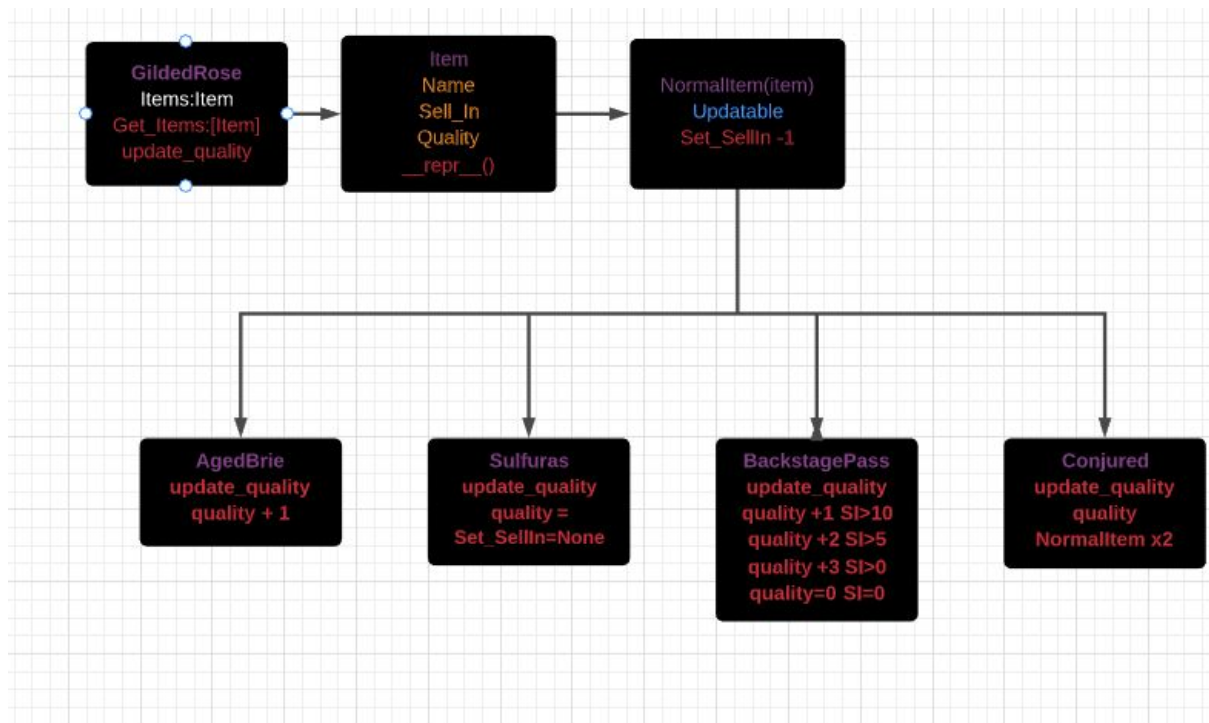 GildedRose
Items:Item
Get_Items:[Item]
update_quality
Item
Name
Sell_In
Quality
__repr__()
NormalItem(item)
Updatable
Set_SellIn -1
AgedBrie
update_quality
quality + 1
Sulfuras
update_quality
quality =
Set_SellIn=None
BackstagePass
update_quality
quality +1 SI>10
quality +2 SI>5
quality +3 SI>0
quality=0 SI=0
Conjured
update_quality
quality
NormalItem x2